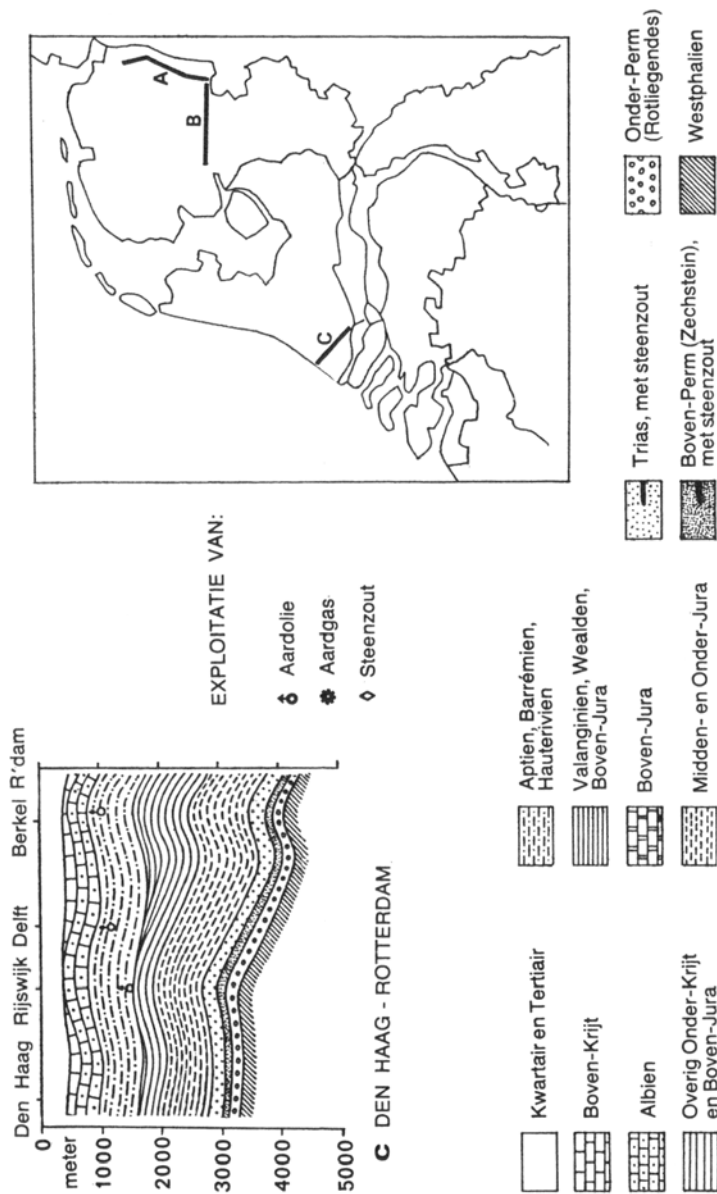 Den Haag Rijswijk Delft Berkel R'dam
0
meter
1000
2000
3000
4000
5000
C DEN HAAG - ROTTERDAM
EXPLOITATIE VAN:
Aardolie
Aardgas
Steenzout
A
B
C
Kwartair en Tertiair
Boven-Krijt
Albien
Overig Onder-Krijt
en Boven-Jura
Aptien, Barrémien,
Hauterivien
Valanginien, Wealden,
Boven-Jura
Boven-Jura
Midden- en Onder-Jura
Trias, met steenzout
Boven-Perm (Zechstein),
met steenzout
Onder-Perm
(Rotliegendes)
Westphalien